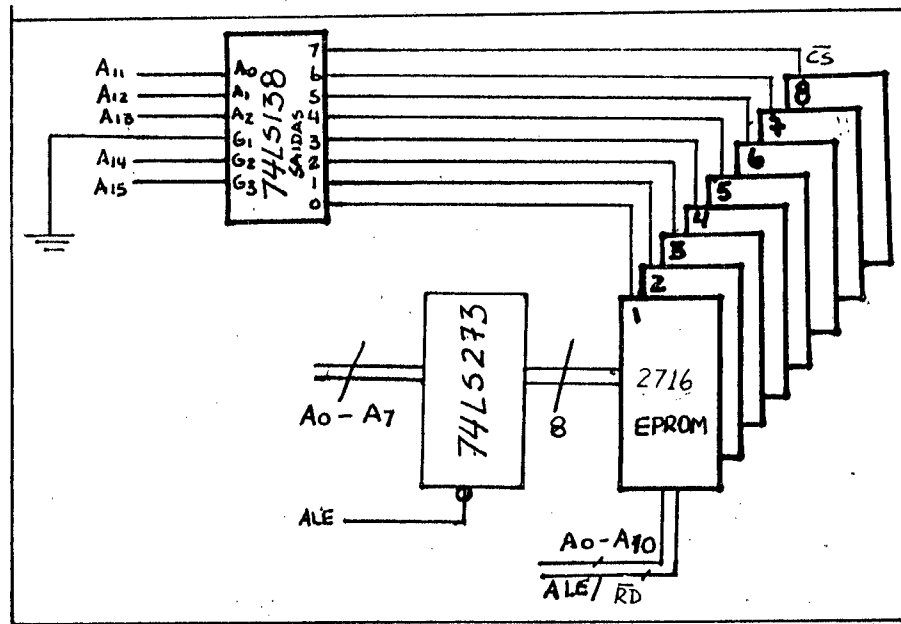 A11
A12
A13
A14
A15
A0
A1
A2
G1
G2
G3
74LS138
SAIDAS
7
6
5
4
3
2
1
0
C̅S̅
8
7
6
5
4
3
2
1
2716
EPROM
74LS273
A0 - A7
8
ALE
A0 - A10
ALE/ R̅D̅